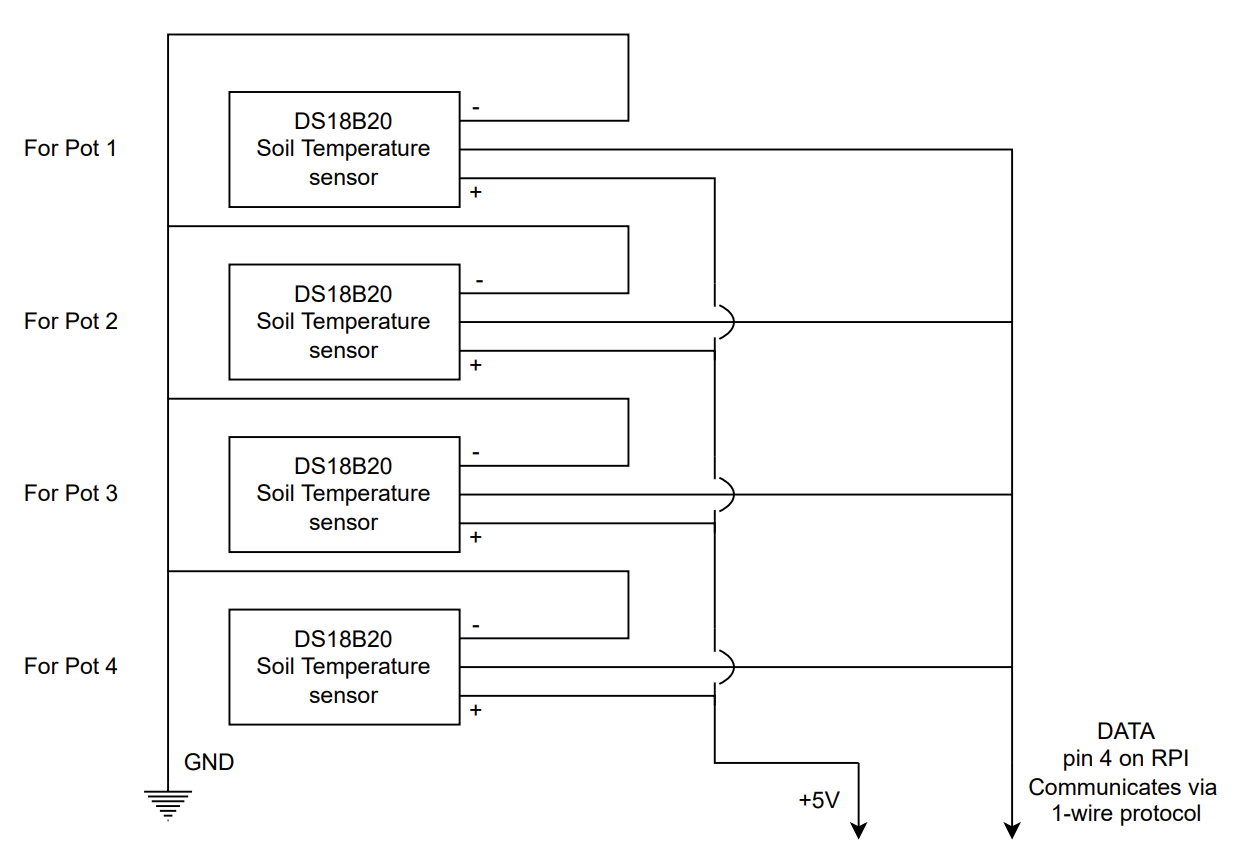 -
DS18B20
For Pot 1
Soil Temperature
sensor
+
-
DS18B20
For Pot 2
Soil Temperature
sensor
+
-
DS18B20
For Pot 3
Soil Temperature
sensor
+
-
DS18B20
For Pot 4
Soil Temperature
sensor
+
GND
+5V
DATA
pin 4 on RPI
Communicates via
1-wire protocol